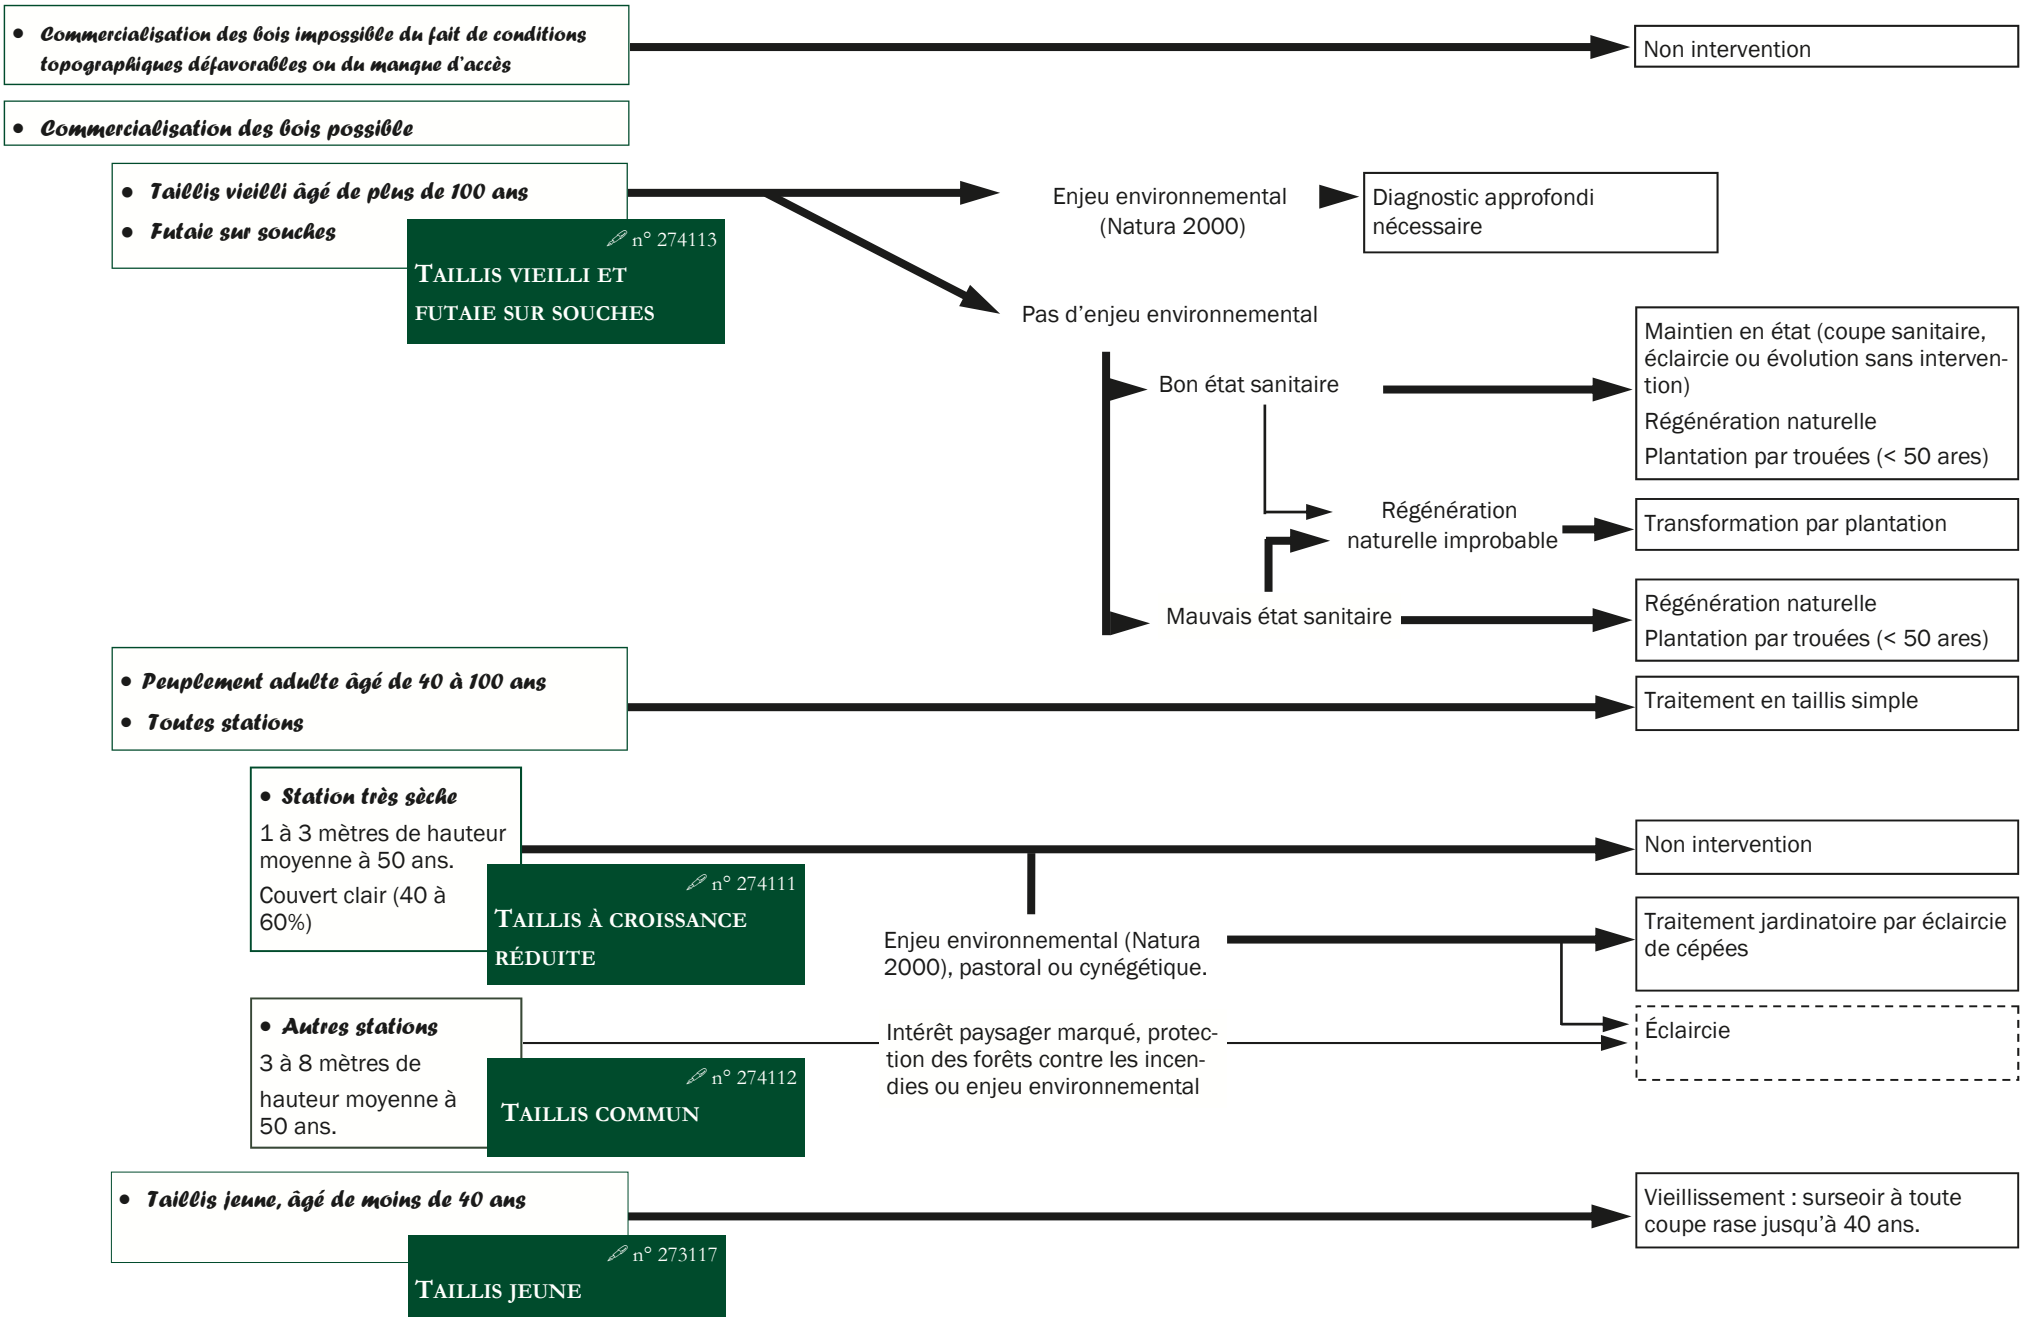 • Commercialisation des bois impossible du fait de conditions
topographiques défavorables ou du manque d'accès
Non intervention
• Commercialisation des bois possible
• Taillis vieilli âgé de plus de 100 ans
• Futaie sur souches
n° 274113
TAILLIS VIEILLI ET
FUTAIE SUR SOUCHES
Enjeu environnemental
(Natura 2000)
Diagnostic approfondi
nécessaire
Pas d'enjeu environnemental
Bon état sanitaire
Maintien en état (coupe sanitaire,
éclaircie ou évolution sans interven-
tion)
Régénération naturelle
Plantation par trouées (< 50 ares)
Régénération
naturelle improbable
Transformation par plantation
Mauvais état sanitaire
Régénération naturelle
Plantation par trouées (< 50 ares)
• Peuplement adulte âgé de 40 à 100 ans
• Toutes stations
Traitement en taillis simple
• Station très sèche
1 à 3 mètres de hauteur
moyenne à 50 ans.
Couvert clair (40 à
60%)
n° 274111
TAILLIS À CROISSANCE
RÉDUITE
Non intervention
Enjeu environnemental (Natura
2000), pastoral ou cynégétique.
Traitement jardinatoire par éclaircie
de cépées
• Autres stations
3 à 8 mètres de
hauteur moyenne à
50 ans.
n° 274112
TAILLIS COMMUN
Intérêt paysager marqué, protec-
tion des forêts contre les incen-
dies ou enjeu environnemental
Éclaircie
• Taillis jeune, âgé de moins de 40 ans
n° 273117
TAILLIS JEUNE
Vieillissement : surseoir à toute
coupe rase jusqu'à 40 ans.